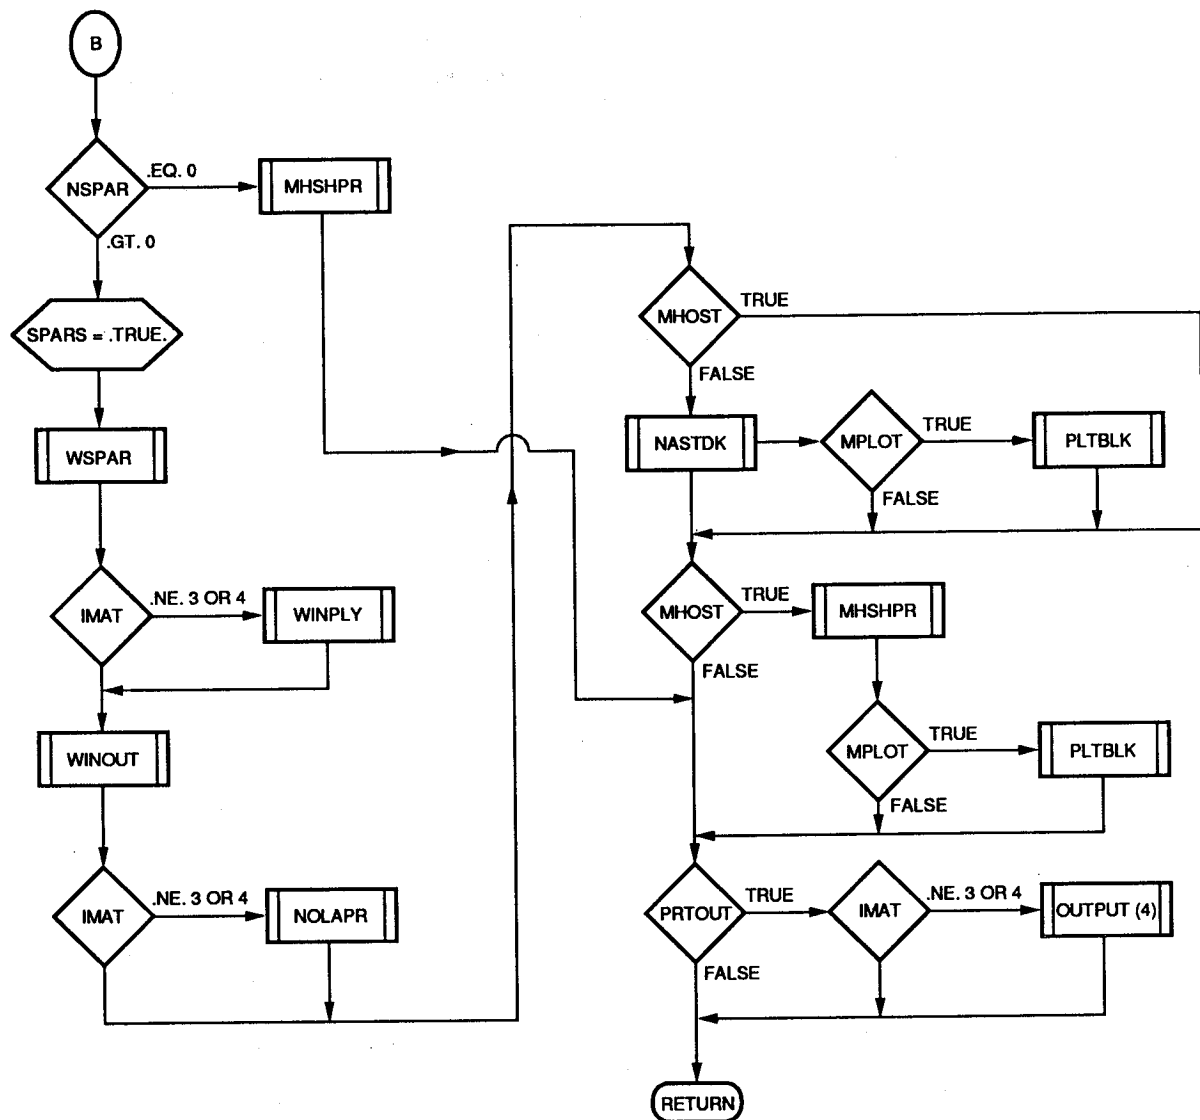 B
NSPAR
.EQ. 0
MHSHPR
.GT. 0
SPARS = .TRUE.
WSPAR
IMAT
.NE. 3 OR 4
WINPLY
WINOUT
IMAT
.NE. 3 OR 4
NOLAPR
MHOST
TRUE
FALSE
NASTDK
MPLOT
TRUE
PLTBLK
FALSE
MHOST
TRUE
MHSHPR
FALSE
MPLOT
TRUE
PLTBLK
FALSE
PRTOUT
TRUE
IMAT
.NE. 3 OR 4
OUTPUT (4)
FALSE
RETURN